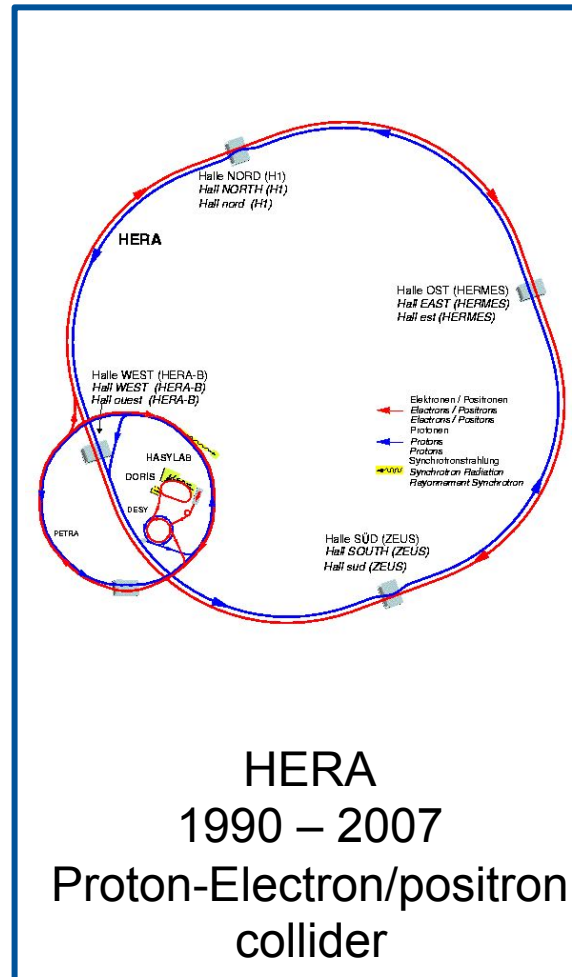 Halle NORD (H1)
Hall NORTH (H1)
Hall nord (H1)
HERA
Halle OST (HERMES)
Hall EAST (HERMES)
Hall est (HERMES)
Halle WEST (HERA-B)
Hall WEST (HERA-B)
Hall ouest (HERA-B)
Elektronen / Positronen
Electrons / Positrons
Electrons / Positons
Protonen
Protons
Protons
Synchrotronstrahlung
Synchrotron Radiation
Rayonnement Synchrotron
HASYLAB
DORIS
DESY
PETRA
Halle SÜD (ZEUS)
Hall SOUTH (ZEUS)
Hall sud (ZEUS)
HERA
1990 – 2007
Proton-Electron/positron
collider